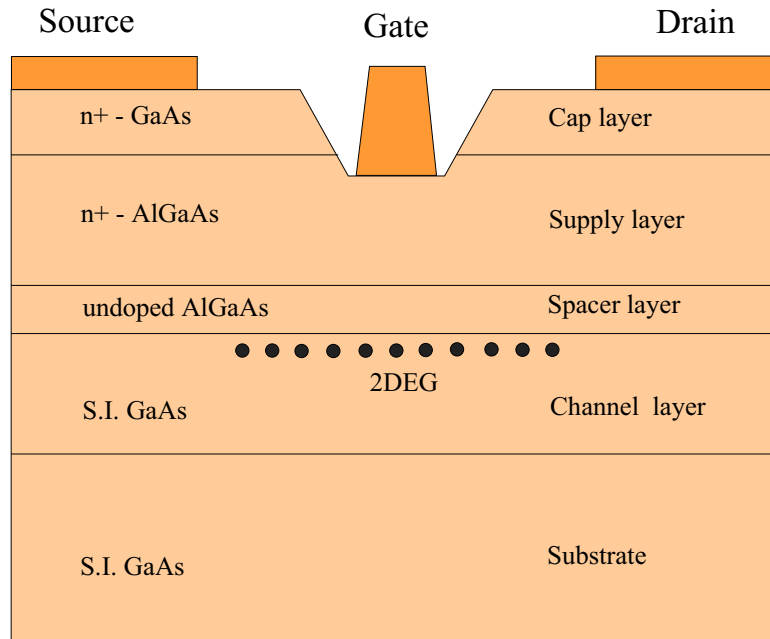 Source
Gate
Drain
n+ - GaAs
Cap layer
n+ - AlGaAs
Supply layer
undoped AlGaAs
Spacer layer
2DEG
S.I. GaAs
Channel layer
S.I. GaAs
Substrate